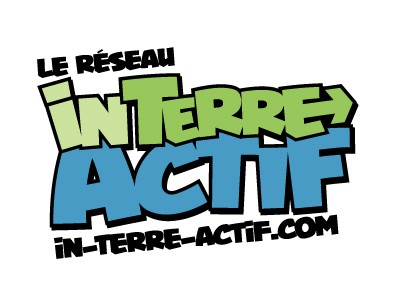 LE RÉSEAU
iNTERRE
ACTiF
iN-TERRE-ACTiF.COM